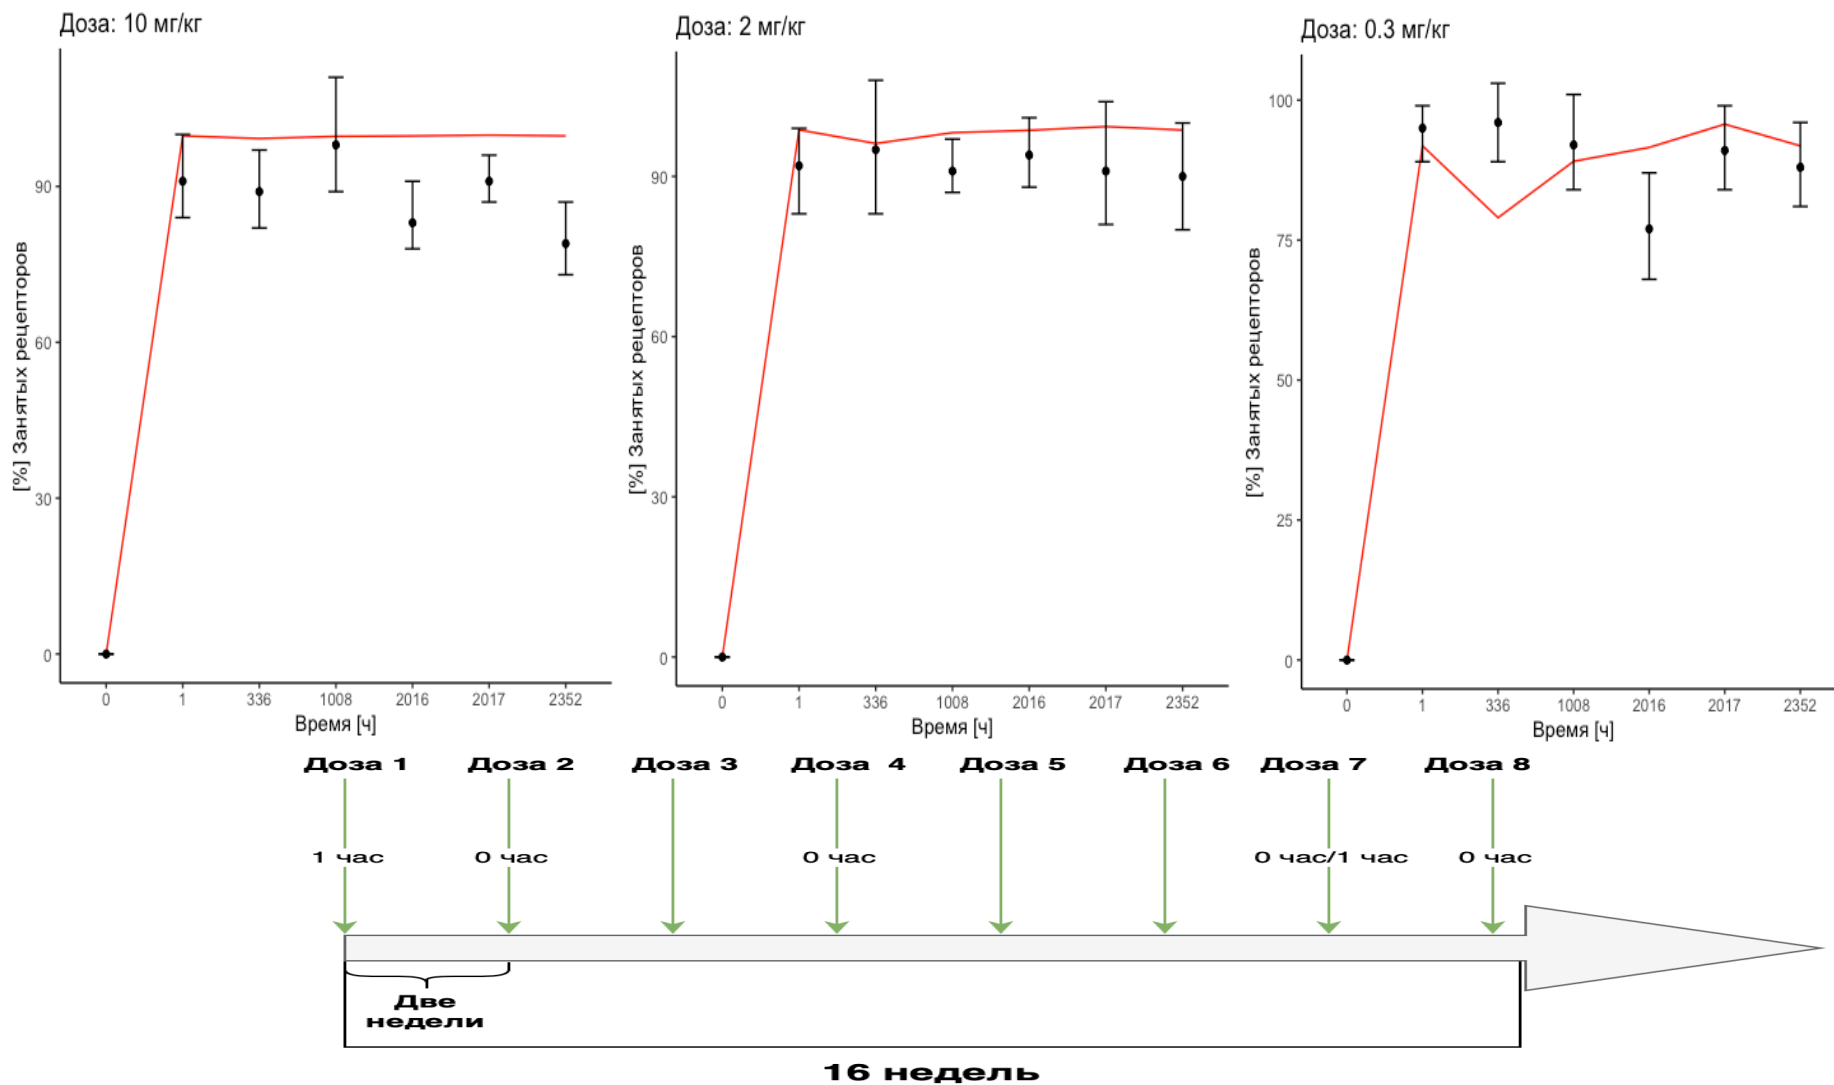 Доза: 10 мг/кг
[%] Занятых рецепторов
90
60
30
0
0 1 336 1008 2016 2017 2352
Время [ч]
Доза: 2 мг/кг
[%] Занятых рецепторов
90
60
30
0
0 1 336 1008 2016 2017 2352
Время [ч]
Доза: 0.3 мг/кг
[%] Занятых рецепторов
100
75
50
25
0
0 1 336 1008 2016 2017 2352
Время [ч]
Доза 1 Доза 2 Доза 3 Доза 4 Доза 5 Доза 6 Доза 7 Доза 8
1 час 0 час 0 час 0 час/1 час 0 час
Две
недели
16 недель